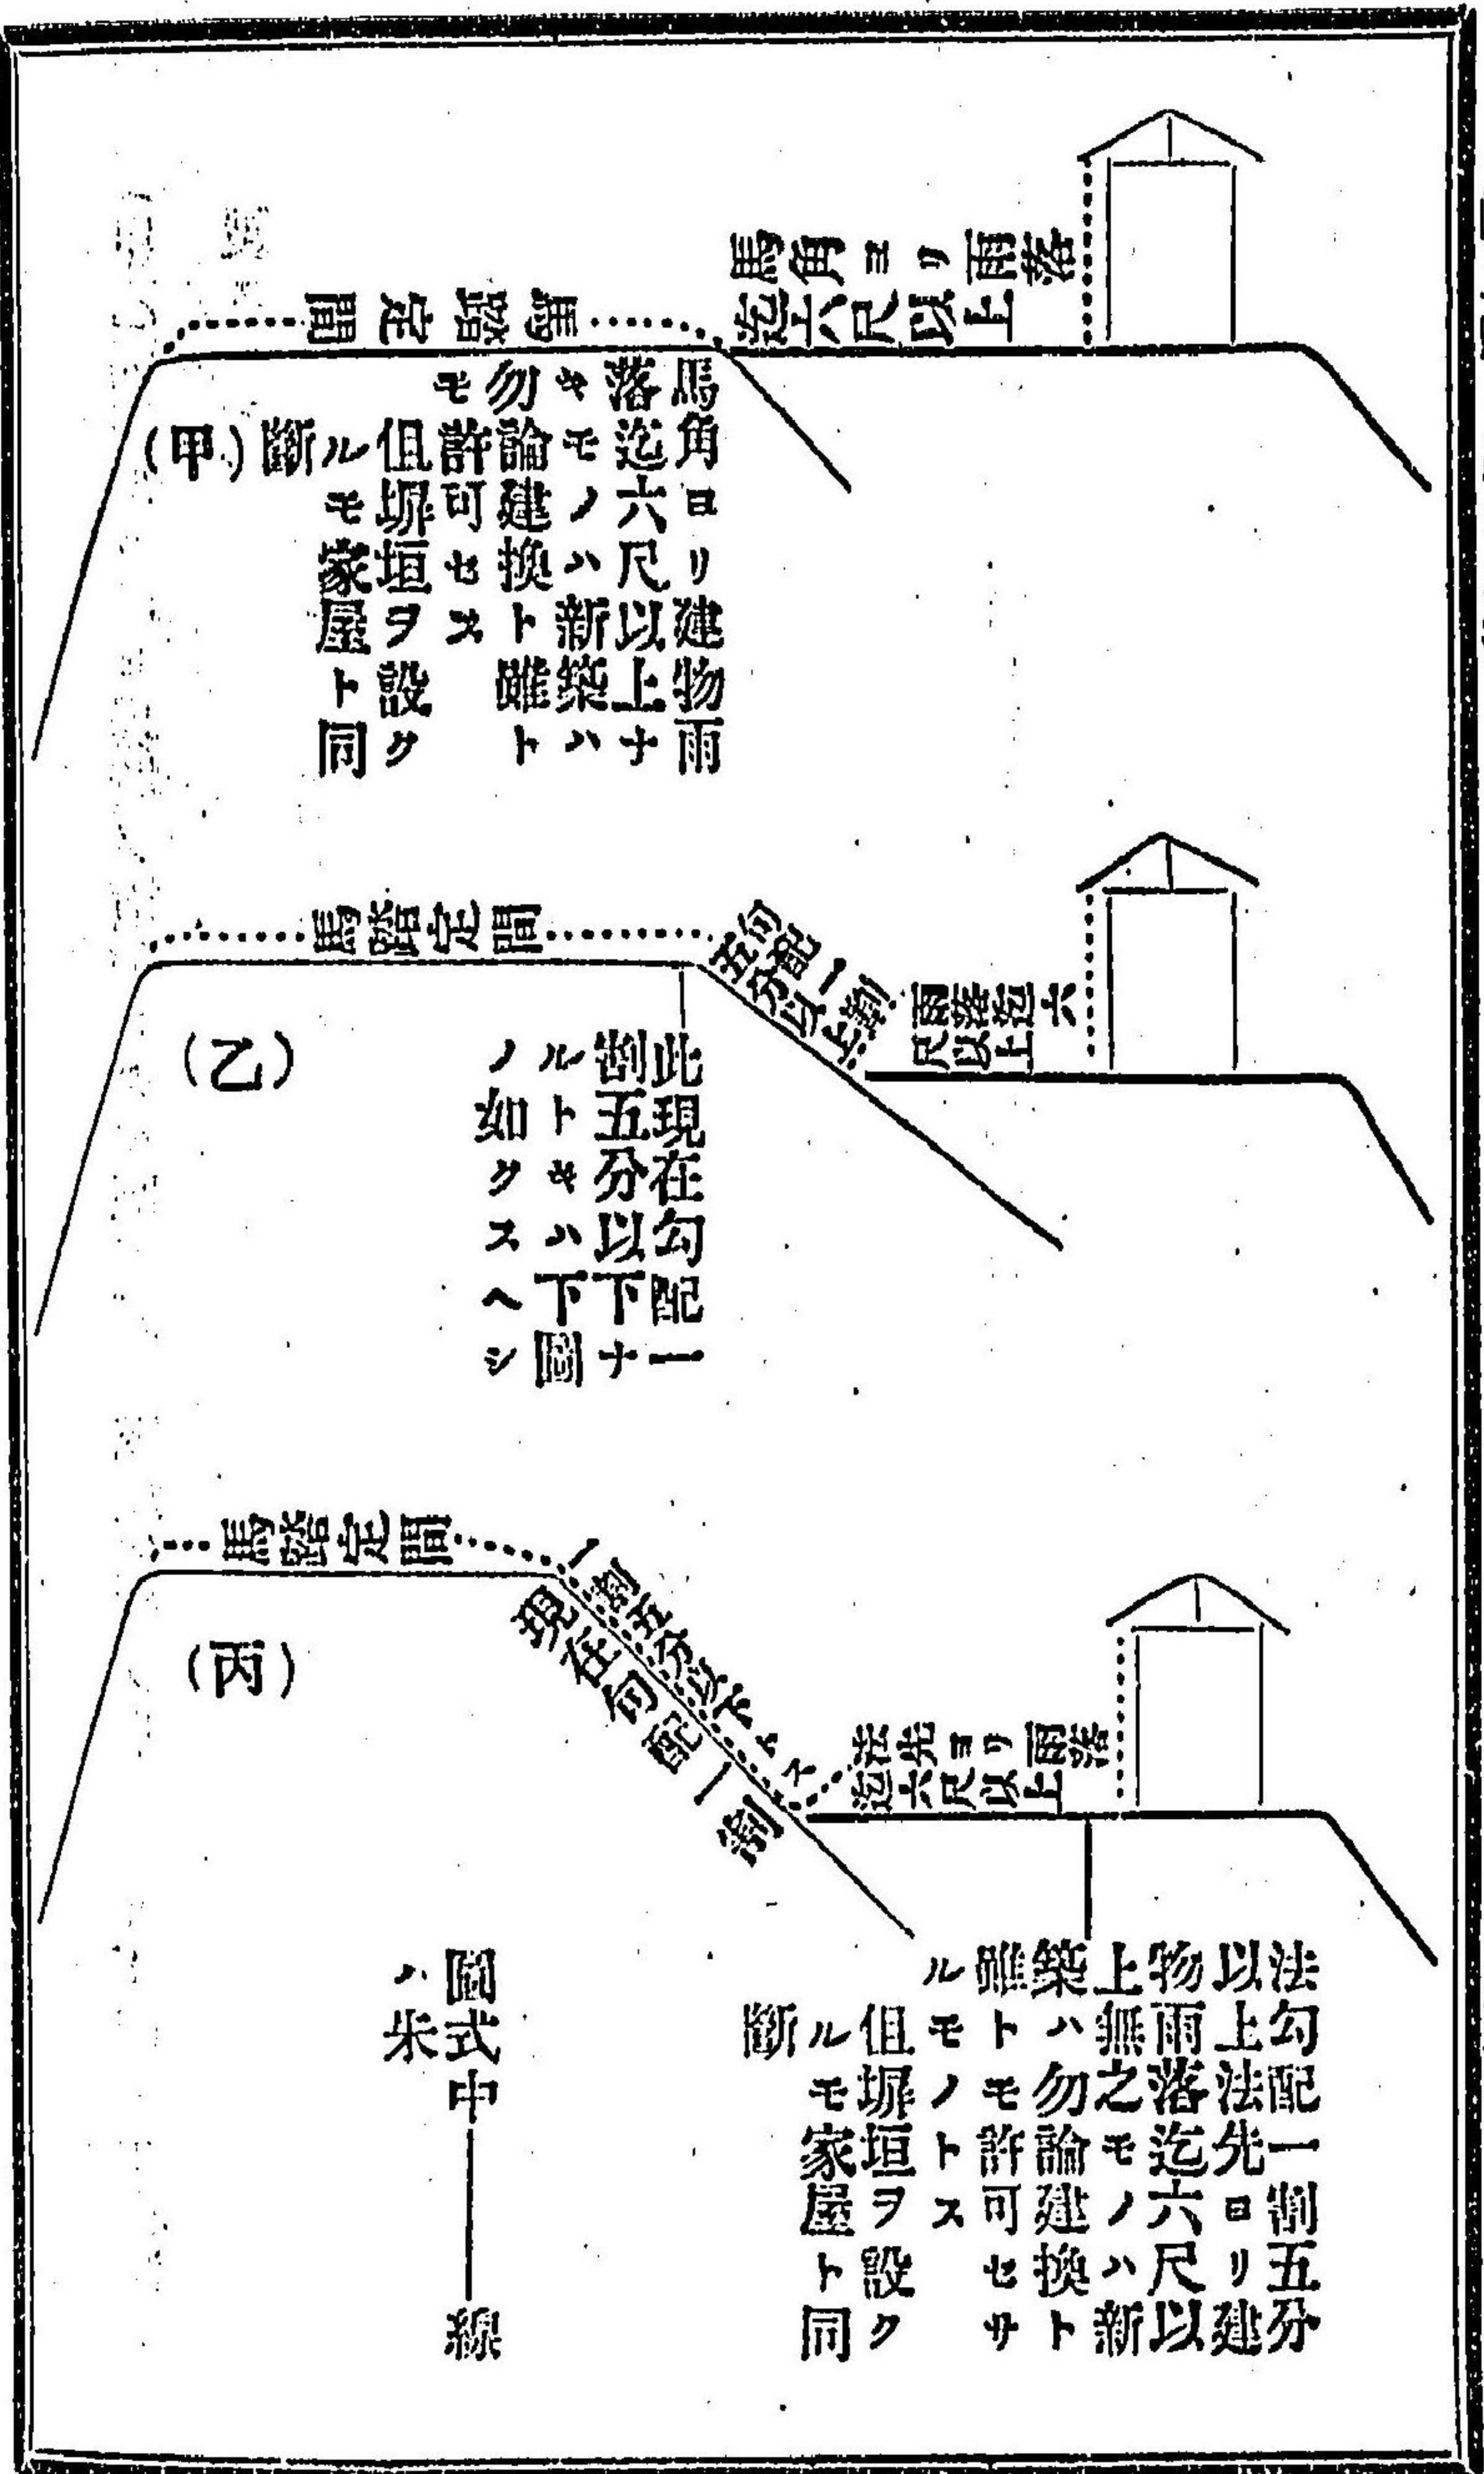 馬踏定間
馬角ヨリ雨落
迄六尺以上
馬角ヨリ建物雨
落迄六尺以上ナ
キモノハ新築ハ
勿論建換ト雖ト
モ許可セス
但塀垣ヲ設ク
ルモ家屋ト同
斷
(甲)
馬踏定間
勾配一割
五分以上
雨落迄六
尺以上
此現在勾配一
割五分以下ナ
ルトキハ下圖
ノ如クスヘシ
(乙)
馬踏定間
一割五分以トス
現在勾配一割
法先ヨリ雨落
迄六尺以上
(丙)
法勾配一割五分
以上法先ヨリ建
物雨落迄六尺以
上無之モノハ新
築ハ勿論建換ト
雖トモ許可セサ
ルモノトス
但塀垣ヲ設ク
ルモ家屋ト同
斷
圖式中―線
ハ朱